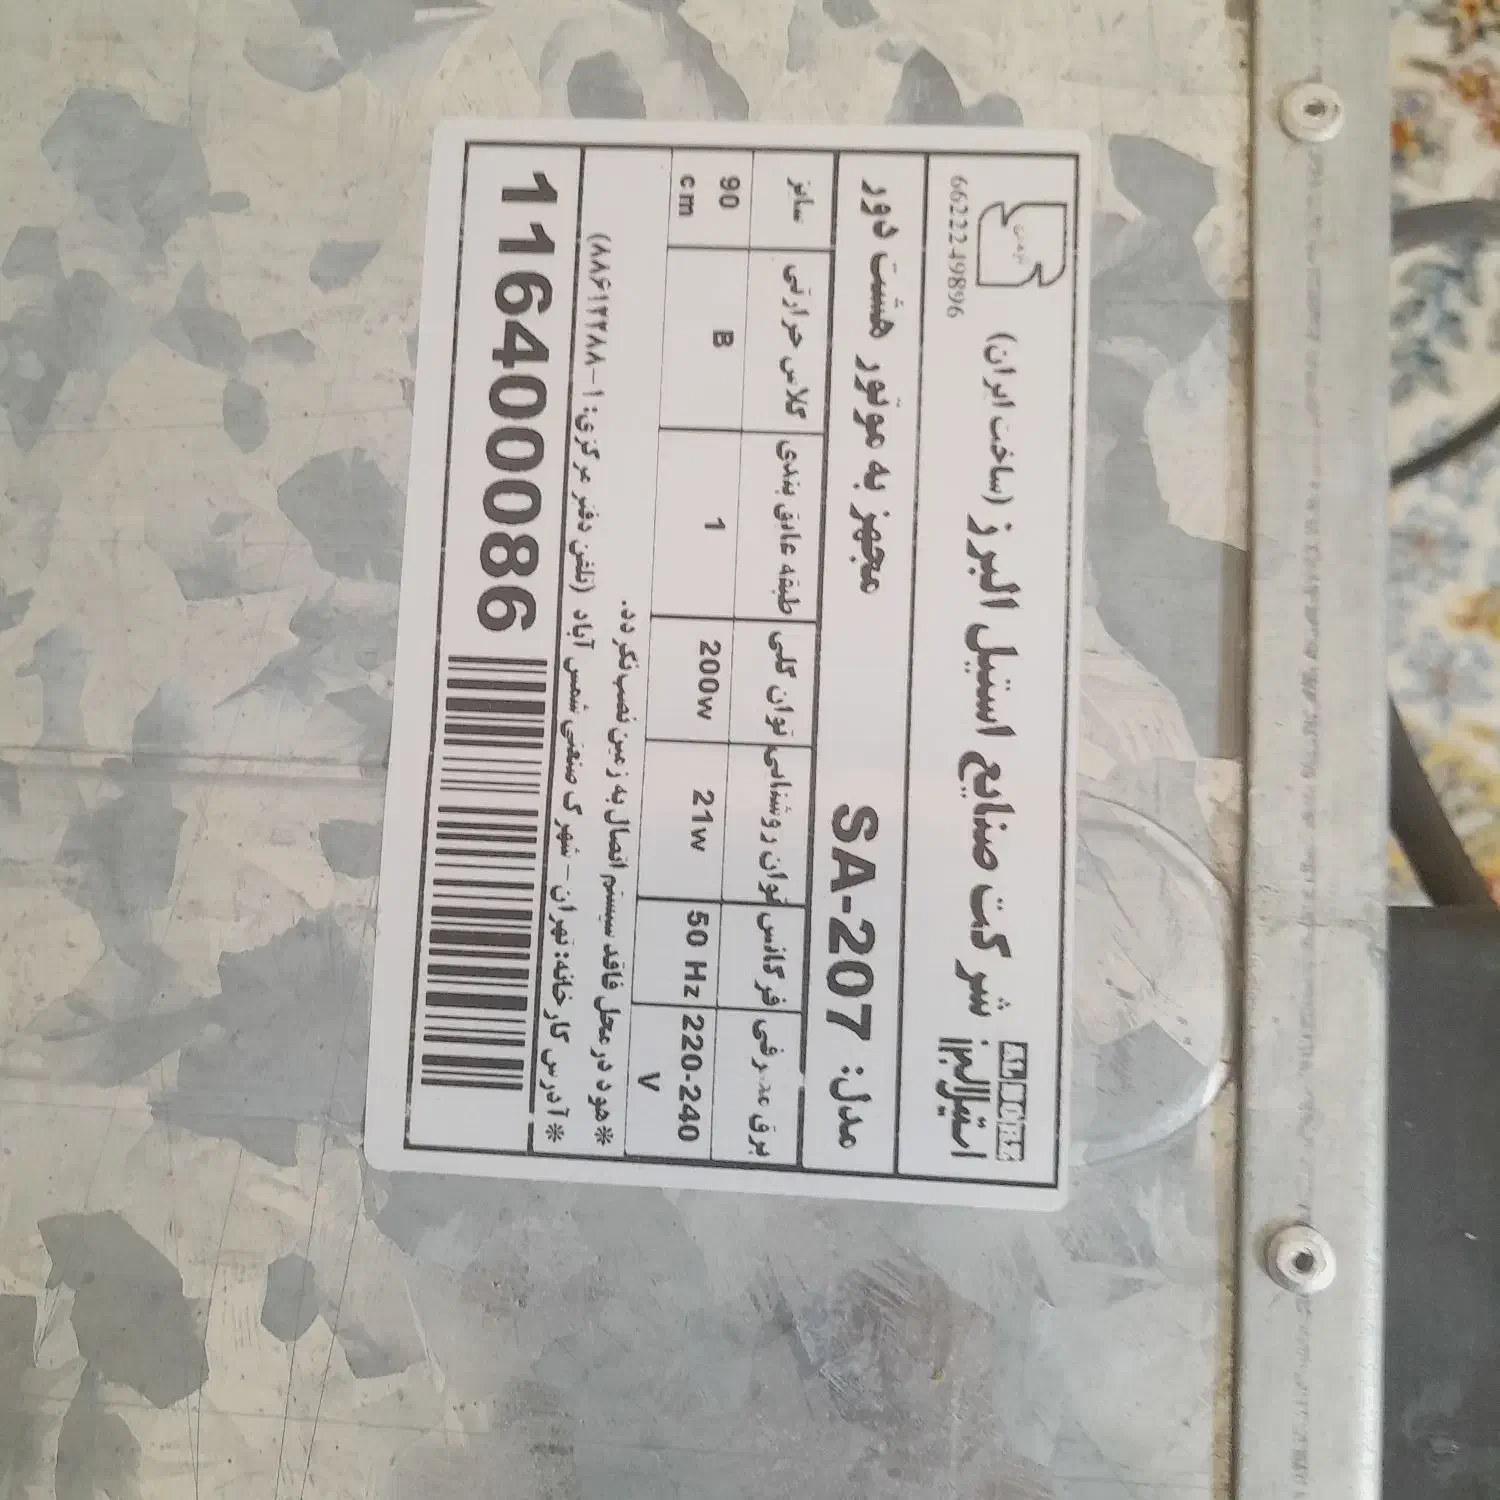 ALBORZ
استیل البرز
شرکت صنایع استیل البرز (ساخت ایران)
6622249896
مدل: SA-207 مجهز به موتور هشت دور
برق مصرفی فرکانس توان روشنایی توان کلی طبقه عایق بندی کلاس حرارتی سایز
220-240 V 50 Hz 21w 200w 1 B 90 cm
*هود در محل فاقد سیستم اتصال به زمین نصب نگردد.
*آدرس کارخانه: تهران - شهرک صنعتی شمس آباد (تلفن دفتر مرکزی: ۱-۸۸۶۱۲۲۸۸)
1164000086